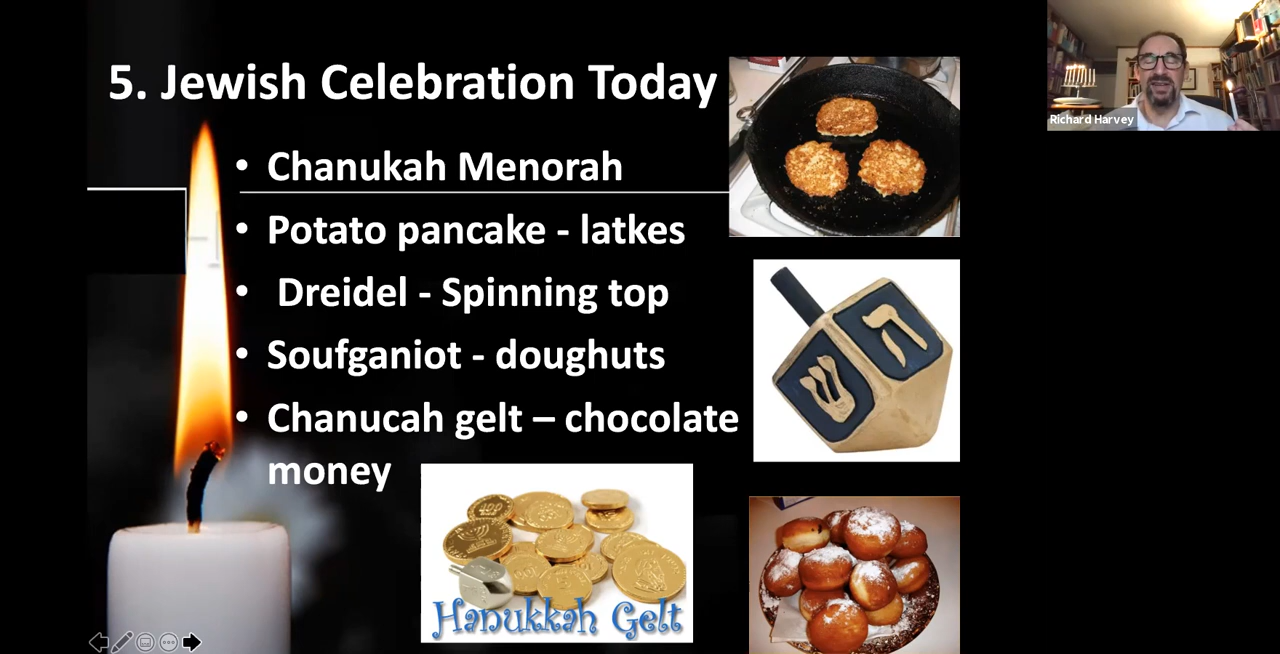 5. Jewish Celebration Today
• Chanukah Menorah
• Potato pancake - latkes
• Dreidel - Spinning top
• Soufganiot - doughuts
• Chanucah gelt – chocolate
money
Hanukkah Gelt
ה
ש
Richard Harvey